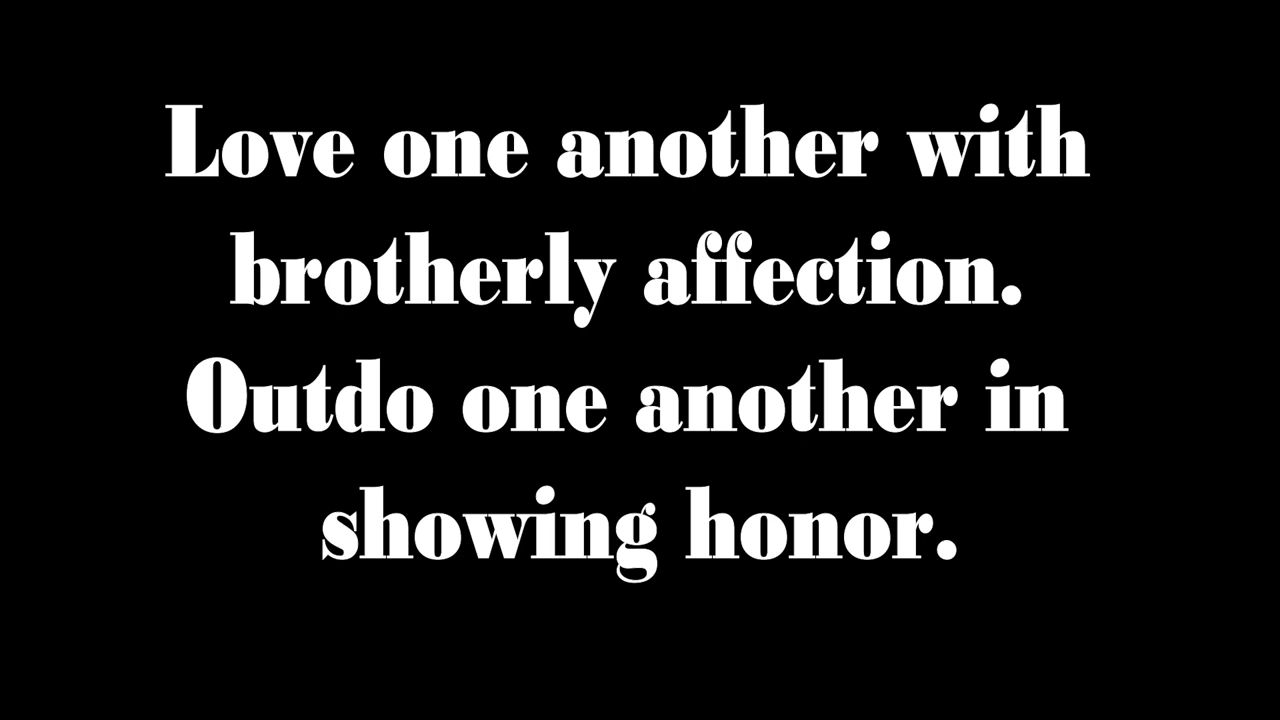 Love one another with
brotherly affection.
Outdo one another in
showing honor.